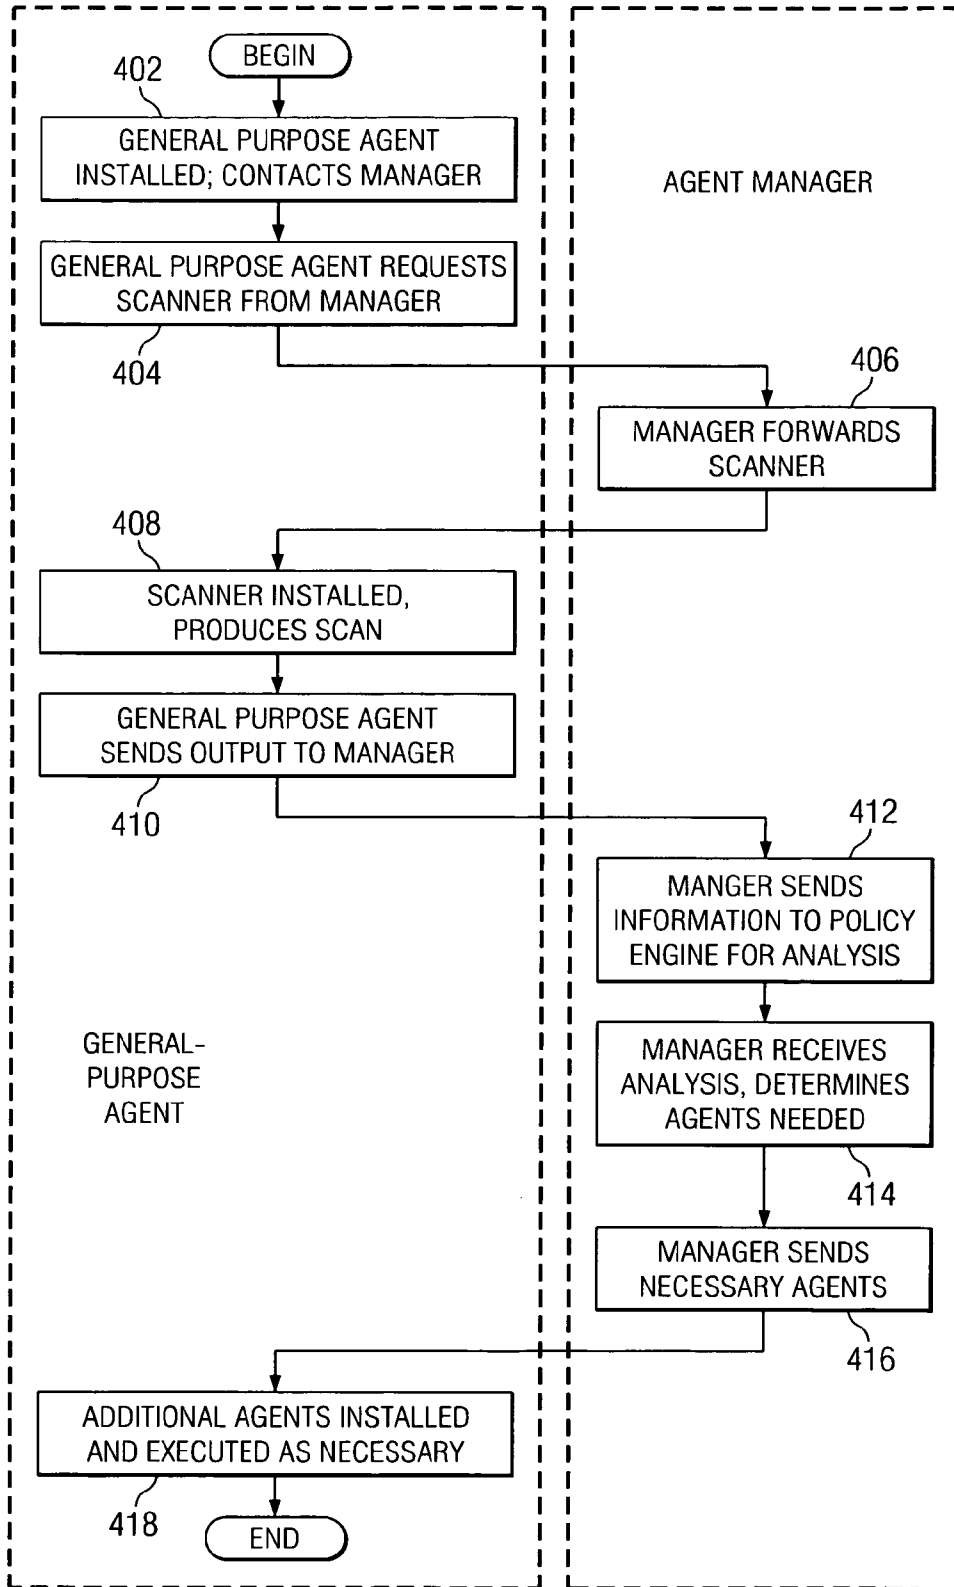 BEGIN
402
GENERAL PURPOSE AGENT
INSTALLED; CONTACTS MANAGER
AGENT MANAGER
GENERAL PURPOSE AGENT REQUESTS
SCANNER FROM MANAGER
404
406
MANAGER FORWARDS
SCANNER
408
SCANNER INSTALLED,
PRODUCES SCAN
GENERAL PURPOSE AGENT
SENDS OUTPUT TO MANAGER
410
412
MANGER SENDS
INFORMATION TO POLICY
ENGINE FOR ANALYSIS
GENERAL-
PURPOSE
AGENT
MANAGER RECEIVES
ANALYSIS, DETERMINES
AGENTS NEEDED
414
MANAGER SENDS
NECESSARY AGENTS
416
ADDITIONAL AGENTS INSTALLED
AND EXECUTED AS NECESSARY
418
END